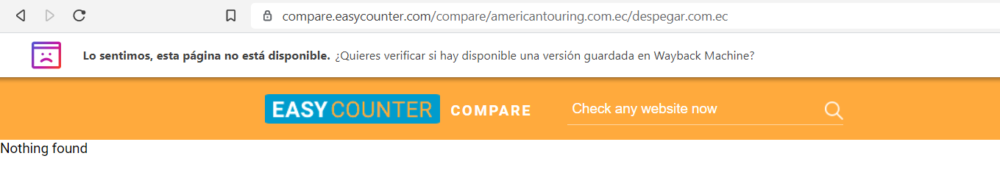 compare.easycounter.com/compare/americantouring.com.ec/despegar.com.ec
Lo sentimos, esta página no está disponible. ¿Quieres verificar si hay disponible una versión guardada en Wayback Machine?
EASY COUNTER COMPARE Check any website now
Nothing found